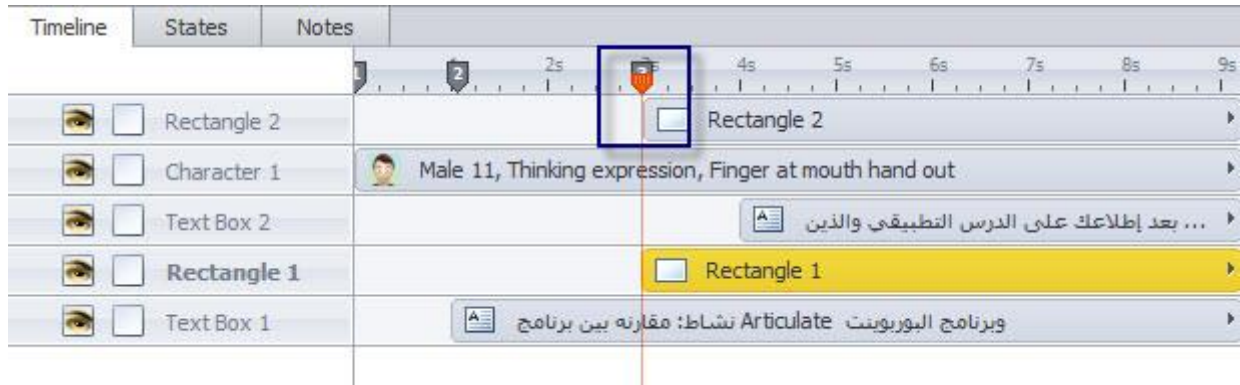 Timeline States Notes
1 2 2s 3 3s 4s 5s 6s 7s 8s 9s
Rectangle 2 Rectangle 2
Character 1 Male 11, Thinking expression, Finger at mouth hand out
Text Box 2 بعد إطلاعك على الدرس التطبيقي والذين ...
Rectangle 1 Rectangle 1
Text Box 1 وبرنامج البوربوينت Articulate نشاط: مقارنه بين برنامج